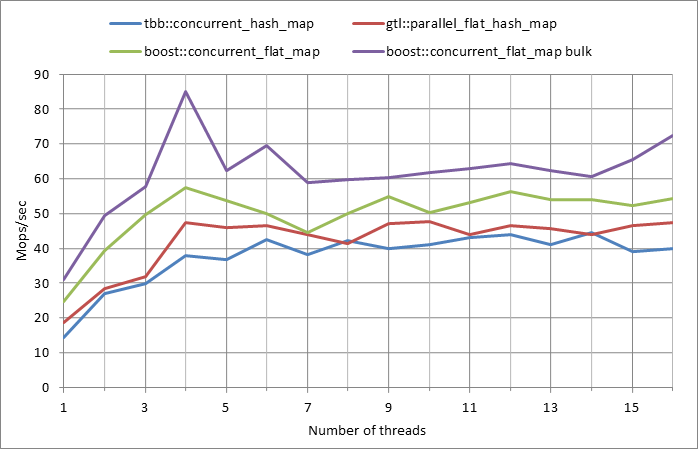 tbb::concurrent_hash_map gtl::parallel_flat_hash_map
boost::concurrent_flat_map boost::concurrent_flat_map bulk
90
80
70
60
50
40
30
20
10
0
Mops/sec
1 3 5 7 9 11 13 15
Number of threads